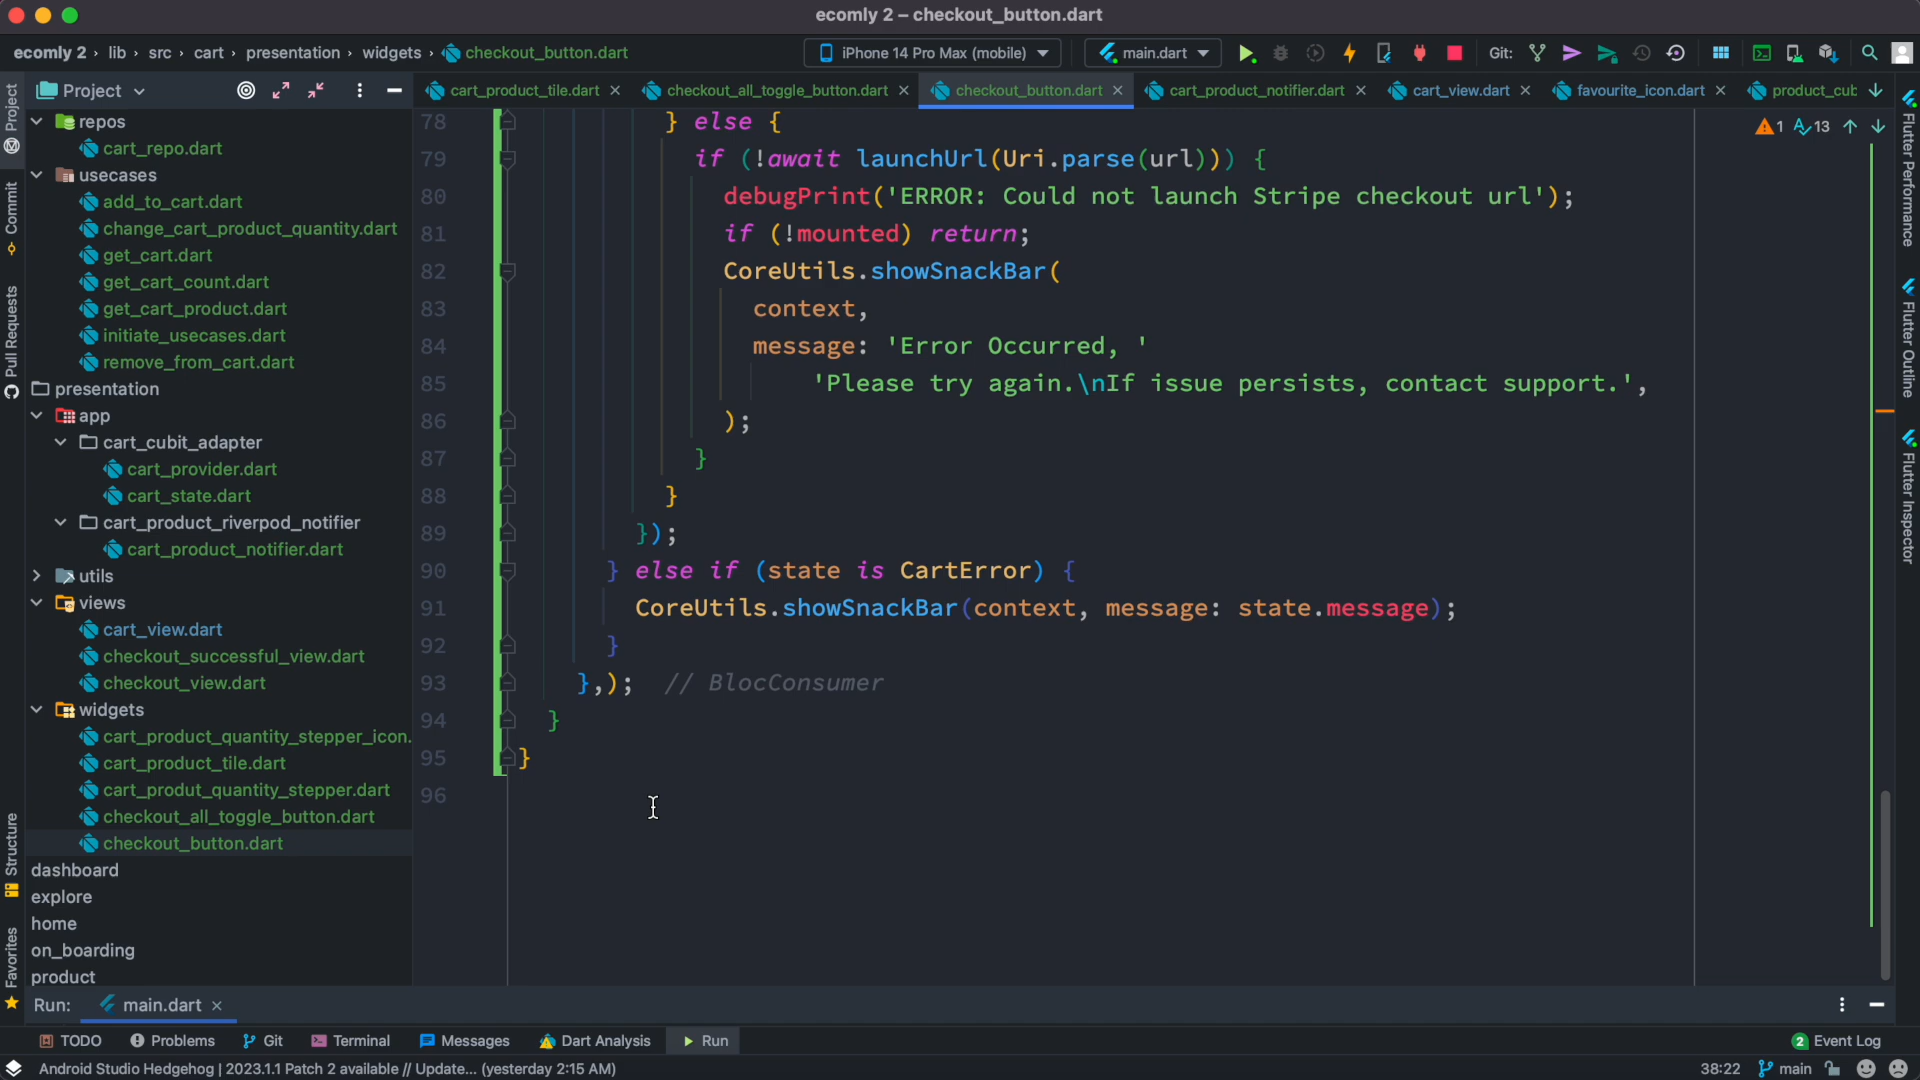 ecomly 2 – checkout_button.dart
ecomly 2 › lib › src › cart › presentation › widgets › checkout_button.dart
iPhone 14 Pro Max (mobile)
main.dart
Git:
Project
cart_product_tile.dart
checkout_all_toggle_button.dart
checkout_button.dart
cart_product_notifier.dart
cart_view.dart
favourite_icon.dart
product_cub
Project
Commit
Pull Requests
Structure
Favorites
repos
cart_repo.dart
usecases
add_to_cart.dart
change_cart_product_quantity.dart
get_cart.dart
get_cart_count.dart
get_cart_product.dart
initiate_usecases.dart
remove_from_cart.dart
presentation
app
cart_cubit_adapter
cart_provider.dart
cart_state.dart
cart_product_riverpod_notifier
cart_product_notifier.dart
utils
views
cart_view.dart
checkout_successful_view.dart
checkout_view.dart
widgets
cart_product_quantity_stepper_icon.
cart_product_tile.dart
cart_produt_quantity_stepper.dart
checkout_all_toggle_button.dart
checkout_button.dart
dashboard
explore
home
on_boarding
product
78 } else {
79 if (!await launchUrl(Uri.parse(url))) {
80 debugPrint('ERROR: Could not launch Stripe checkout url');
81 if (!mounted) return;
82 CoreUtils.showSnackBar(
83 context,
84 message: 'Error Occurred, '
85 'Please try again.\nIf issue persists, contact support.',
86 );
87 }
88 }
89 });
90 } else if (state is CartError) {
91 CoreUtils.showSnackBar(context, message: state.message);
92 }
93 },); // BlocConsumer
94 }
95 }
96
1 13
Flutter Performance
Flutter Outline
Flutter Inspector
Run: main.dart
TODO
Problems
Git
Terminal
Messages
Dart Analysis
Run
2 Event Log
Android Studio Hedgehog | 2023.1.1 Patch 2 available // Update... (yesterday 2:15 AM)
38:22
main